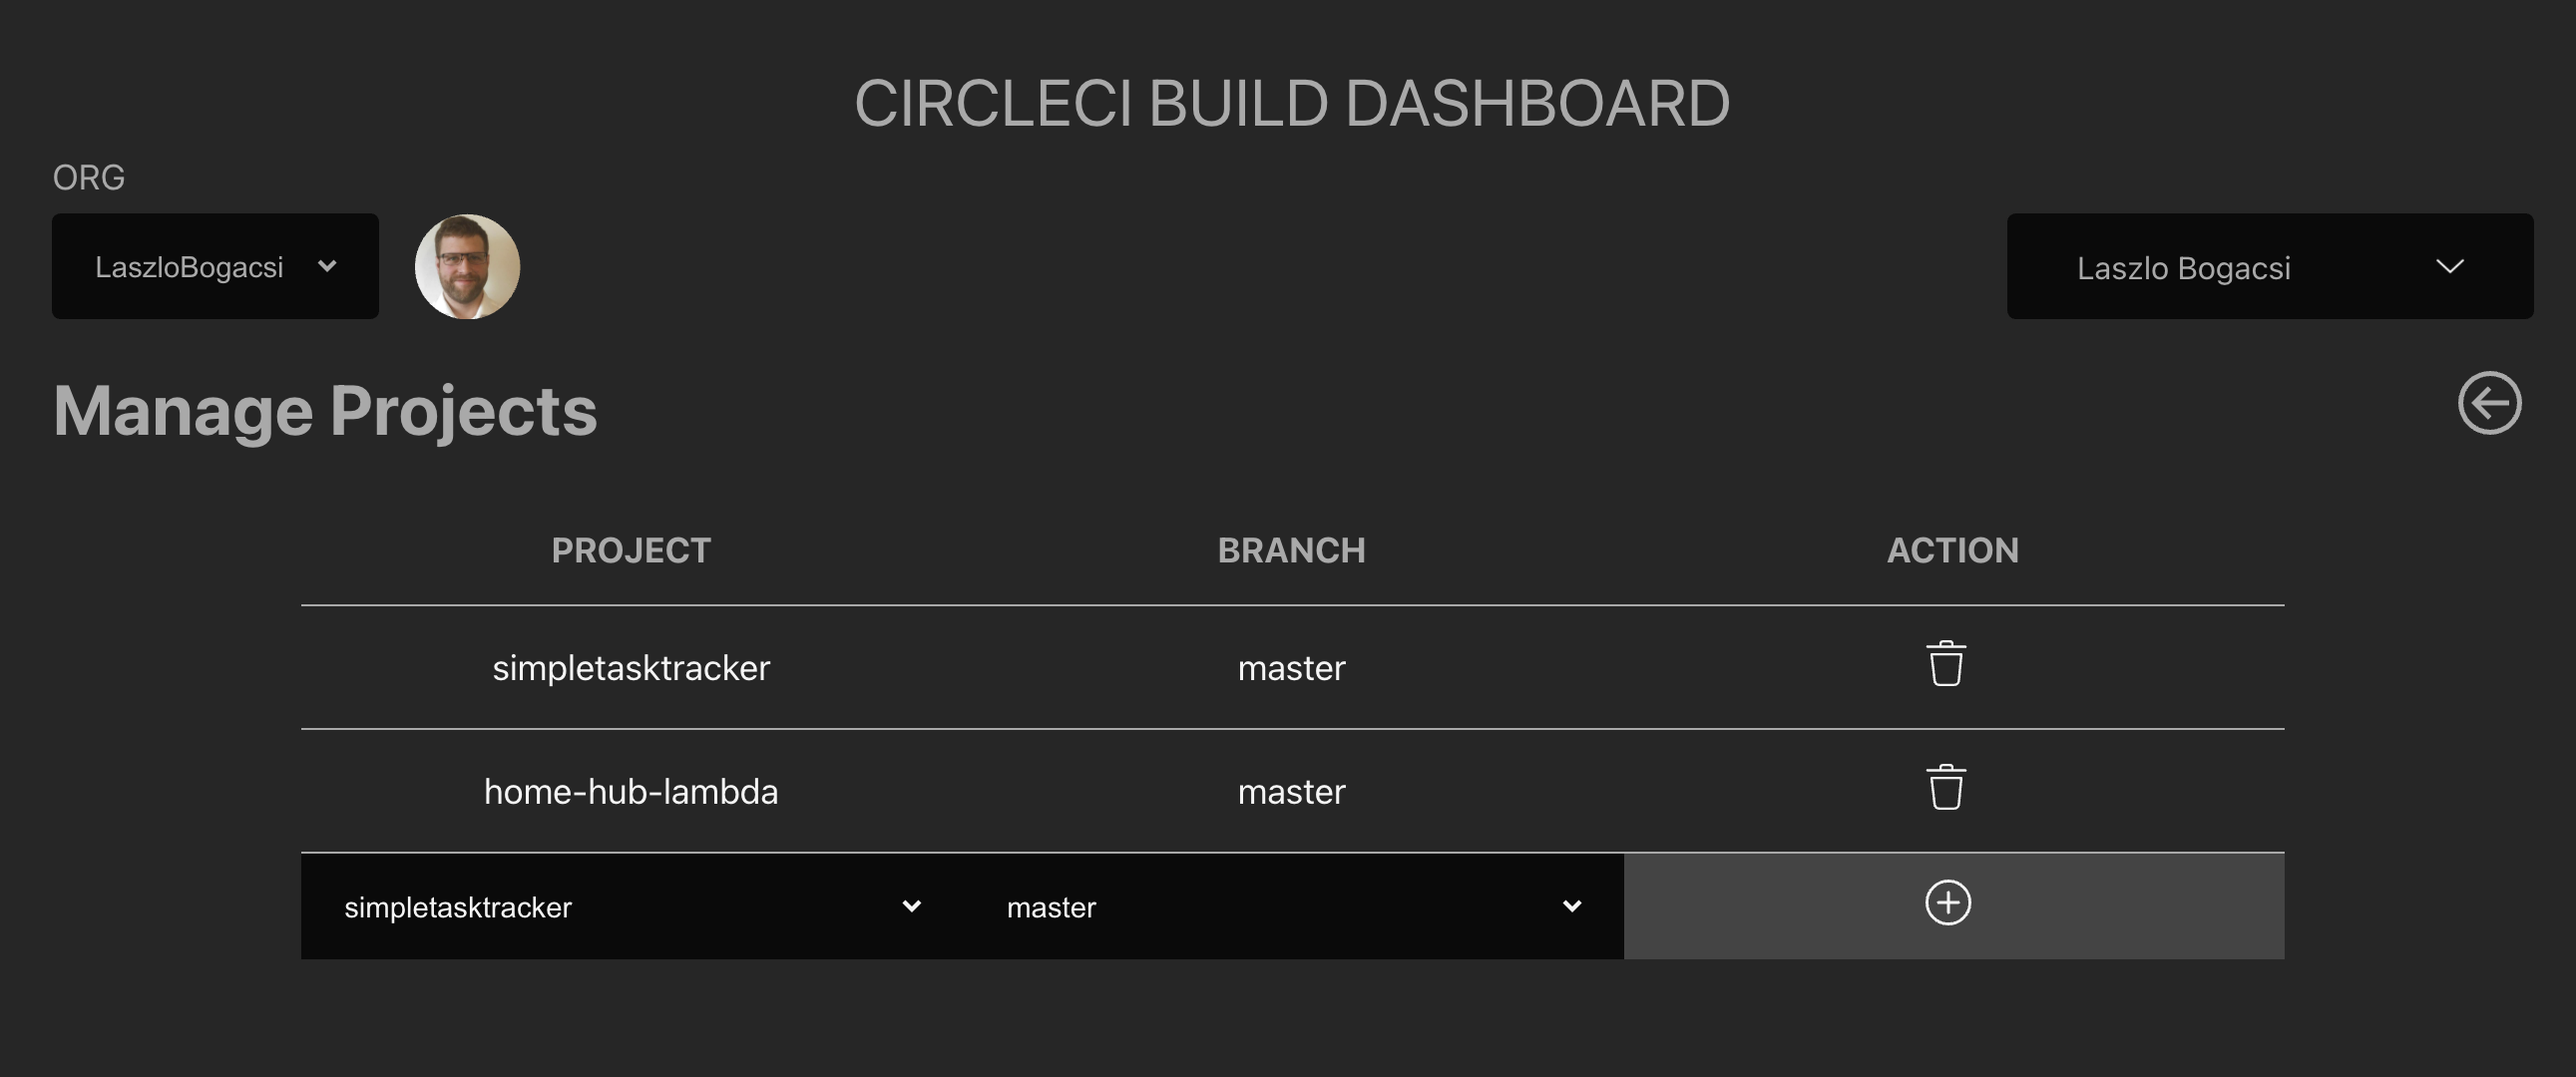 CIRCLECI BUILD DASHBOARD
ORG
LaszloBogacsi
Laszlo Bogacsi
Manage Projects
PROJECT BRANCH ACTION
simpletasktracker master
home-hub-lambda master
simpletasktracker master